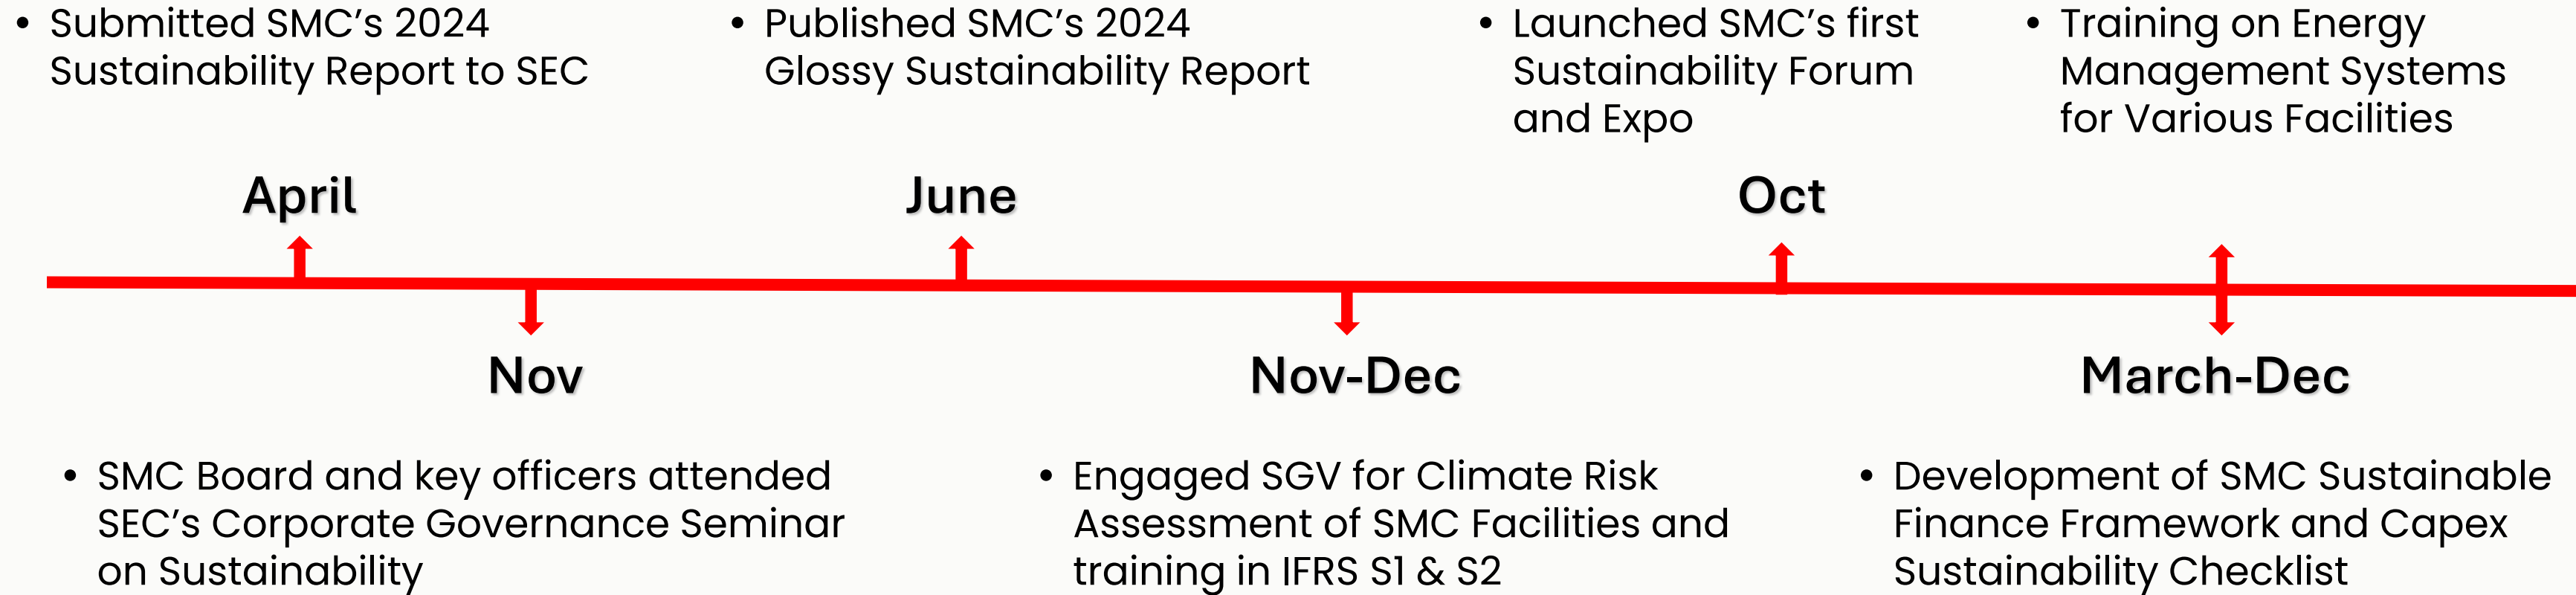 • Submitted SMC’s 2024
Sustainability Report to SEC
• Published SMC’s 2024
Glossy Sustainability Report
• Launched SMC’s first
Sustainability Forum
and Expo
• Training on Energy
Management Systems
for Various Facilities
April
June
Oct
Nov
Nov-Dec
March-Dec
• SMC Board and key officers attended
SEC’s Corporate Governance Seminar
on Sustainability
• Engaged SGV for Climate Risk
Assessment of SMC Facilities and
training in IFRS S1 & S2
• Development of SMC Sustainable
Finance Framework and Capex
Sustainability Checklist